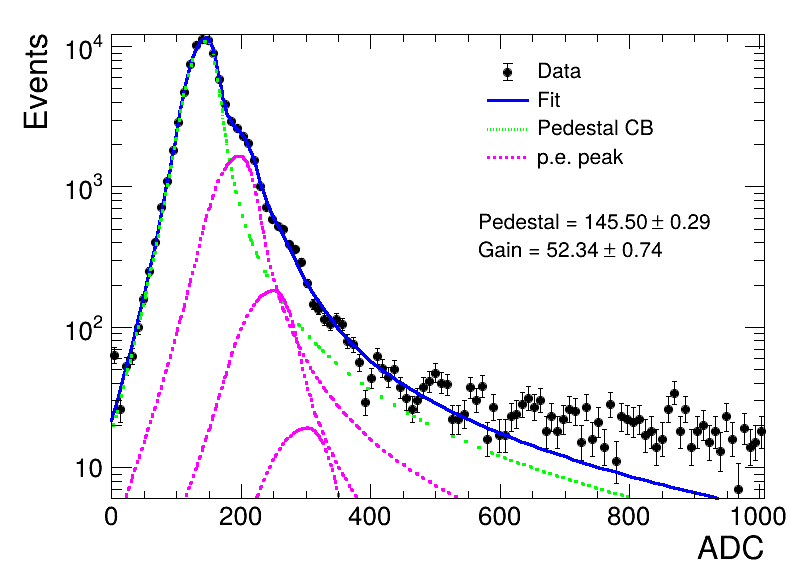 Events
10⁴
10³
10²
10
Data
Fit
Pedestal CB
p.e. peak
Pedestal = 145.50 ± 0.29
Gain = 52.34 ± 0.74
0 200 400 600 800 1000
ADC